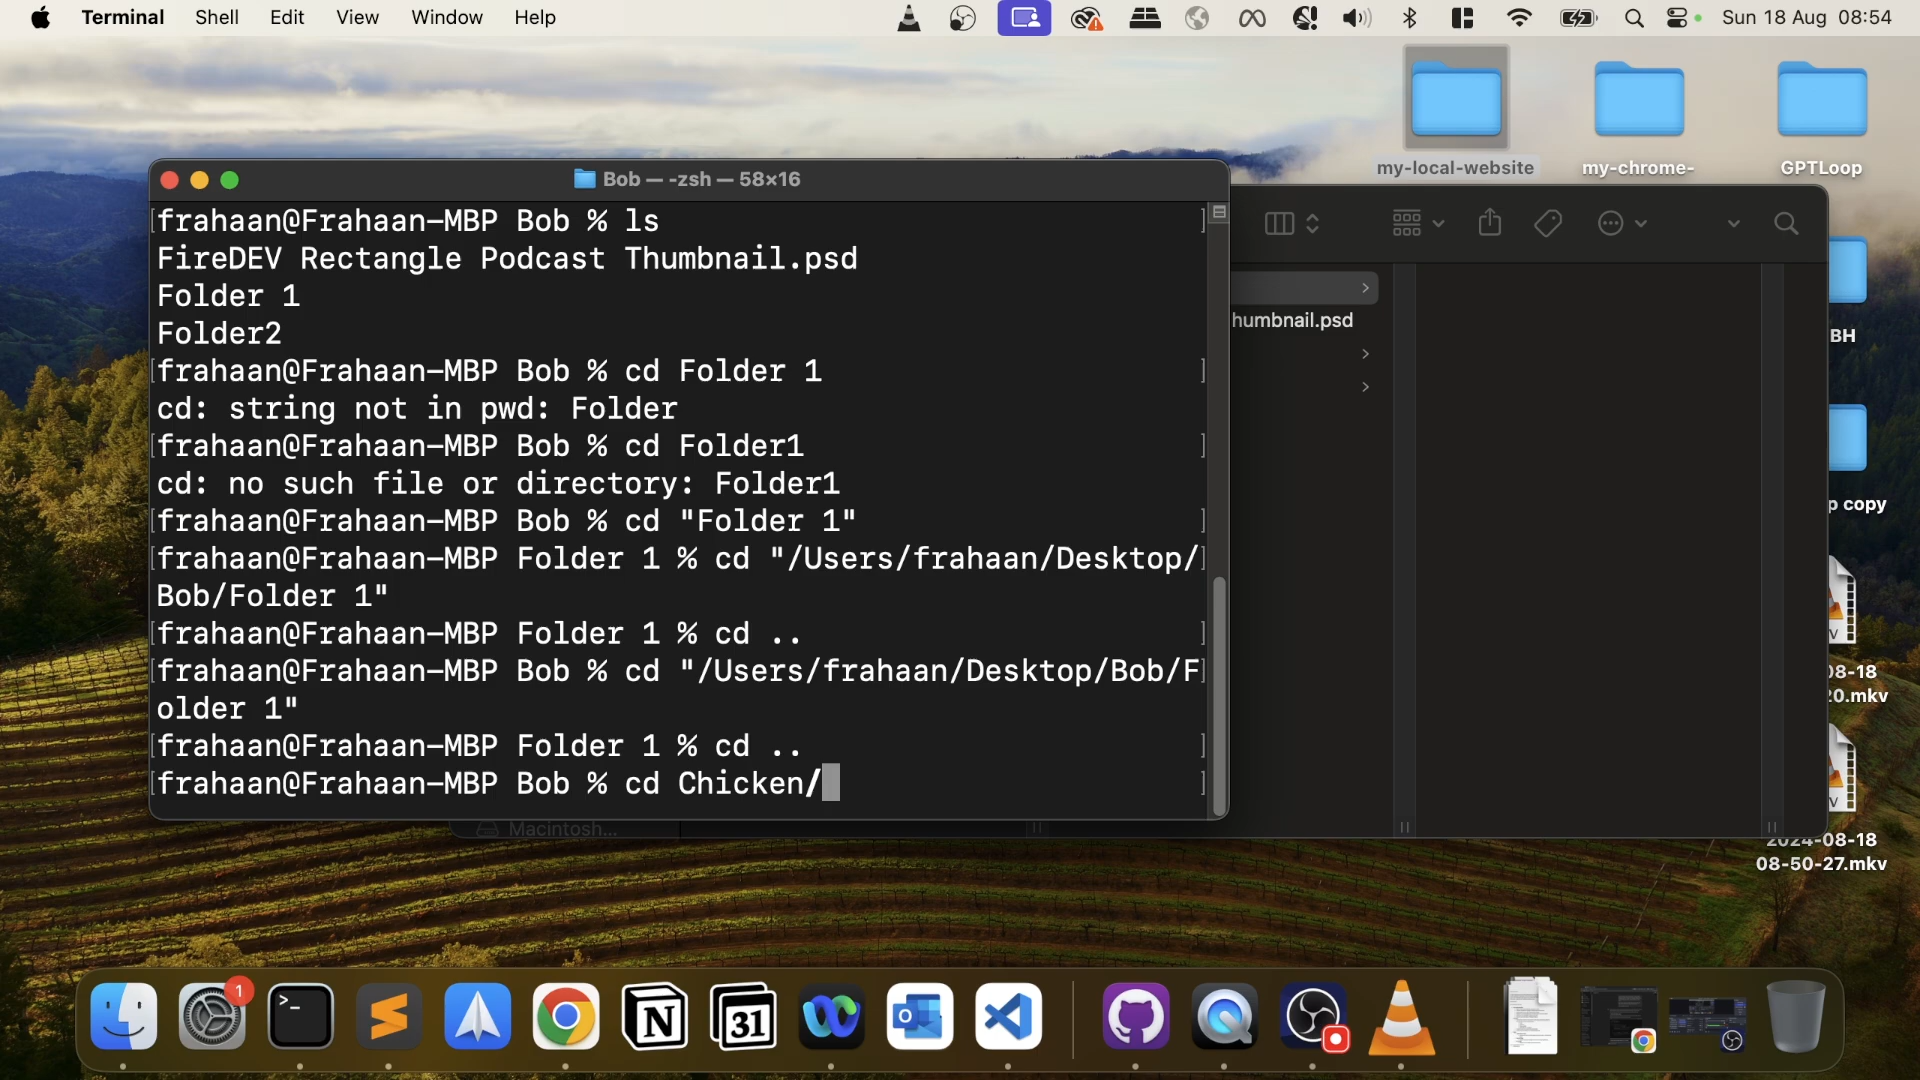 Terminal Shell Edit View Window Help Sun 18 Aug 08:54
my-local-website my-chrome- GPTLoop
Bob — -zsh — 58×16
[frahaan@Frahaan-MBP Bob % ls ]
FireDEV Rectangle Podcast Thumbnail.psd
Folder 1
Folder2
[frahaan@Frahaan-MBP Bob % cd Folder 1 ]
cd: string not in pwd: Folder
[frahaan@Frahaan-MBP Bob % cd Folder1 ]
cd: no such file or directory: Folder1
[frahaan@Frahaan-MBP Bob % cd "Folder 1" ]
[frahaan@Frahaan-MBP Folder 1 % cd "/Users/frahaan/Desktop/]
Bob/Folder 1"
[frahaan@Frahaan-MBP Folder 1 % cd .. ]
[frahaan@Frahaan-MBP Bob % cd "/Users/frahaan/Desktop/Bob/F]
older 1"
[frahaan@Frahaan-MBP Folder 1 % cd .. ]
[frahaan@Frahaan-MBP Bob % cd Chicken/ ]
humbnail.psd
BH
p copy
08-18
20.mkv
Macintosh...
2024-08-18
08-50-27.mkv
1
31